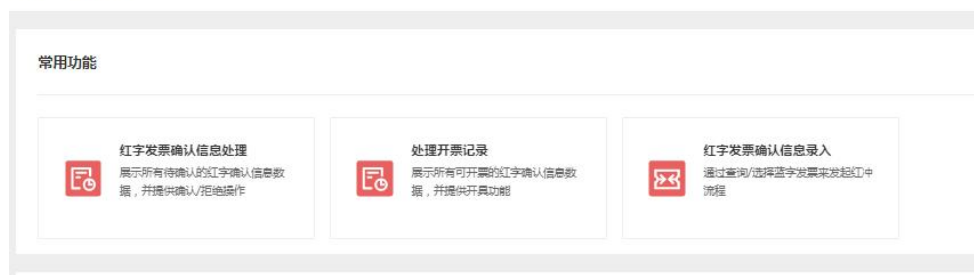 常用功能
红字发票确认信息处理
展示所有待确认的红字确认信息数
据，并提供确认/拒绝操作
处理开票记录
展示所有可开票的红字确认信息数
据，并提供开具功能
红字发票确认信息录入
通过查询/选择蓝字发票来发起红冲
流程